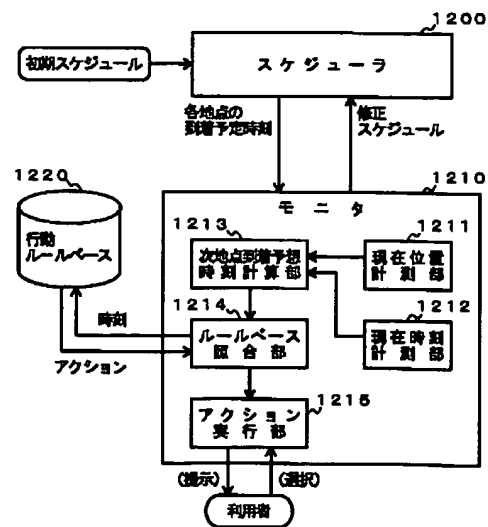 1200
初期スケジュール
スケジューラ
各地点の
到着予定時刻
修正
スケジュール
1220
1210
モニタ
行動
ルールベース
1213
次地点到着予想
時刻計算部
1211
現在位置
計測部
1214
ルールベース
照合部
1212
現在時刻
計測部
時刻
アクション
1215
アクション
実行部
(提示)
(選択)
利用者